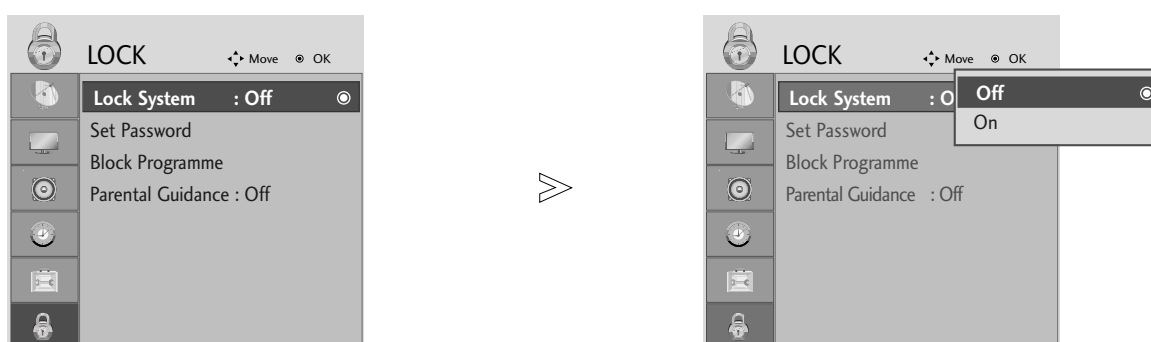 LOCK
Move OK
Lock System : Off
Set Password
Block Programme
Parental Guidance : Off
LOCK
Move OK
Lock System : O
Off
On
Set Password
Block Programme
Parental Guidance : Off